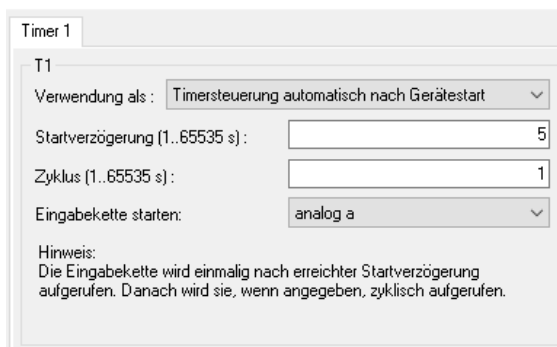 Timer 1
T1
Verwendung als : Timersteuerung automatisch nach Gerätestart
Startverzögerung (1..65535 s) : 5
Zyklus (1..65535 s) : 1
Eingabekette starten: analog a
Hinweis:
Die Eingabekette wird einmalig nach erreichter Startverzögerung
aufgerufen. Danach wird sie, wenn angegeben, zyklisch aufgerufen.